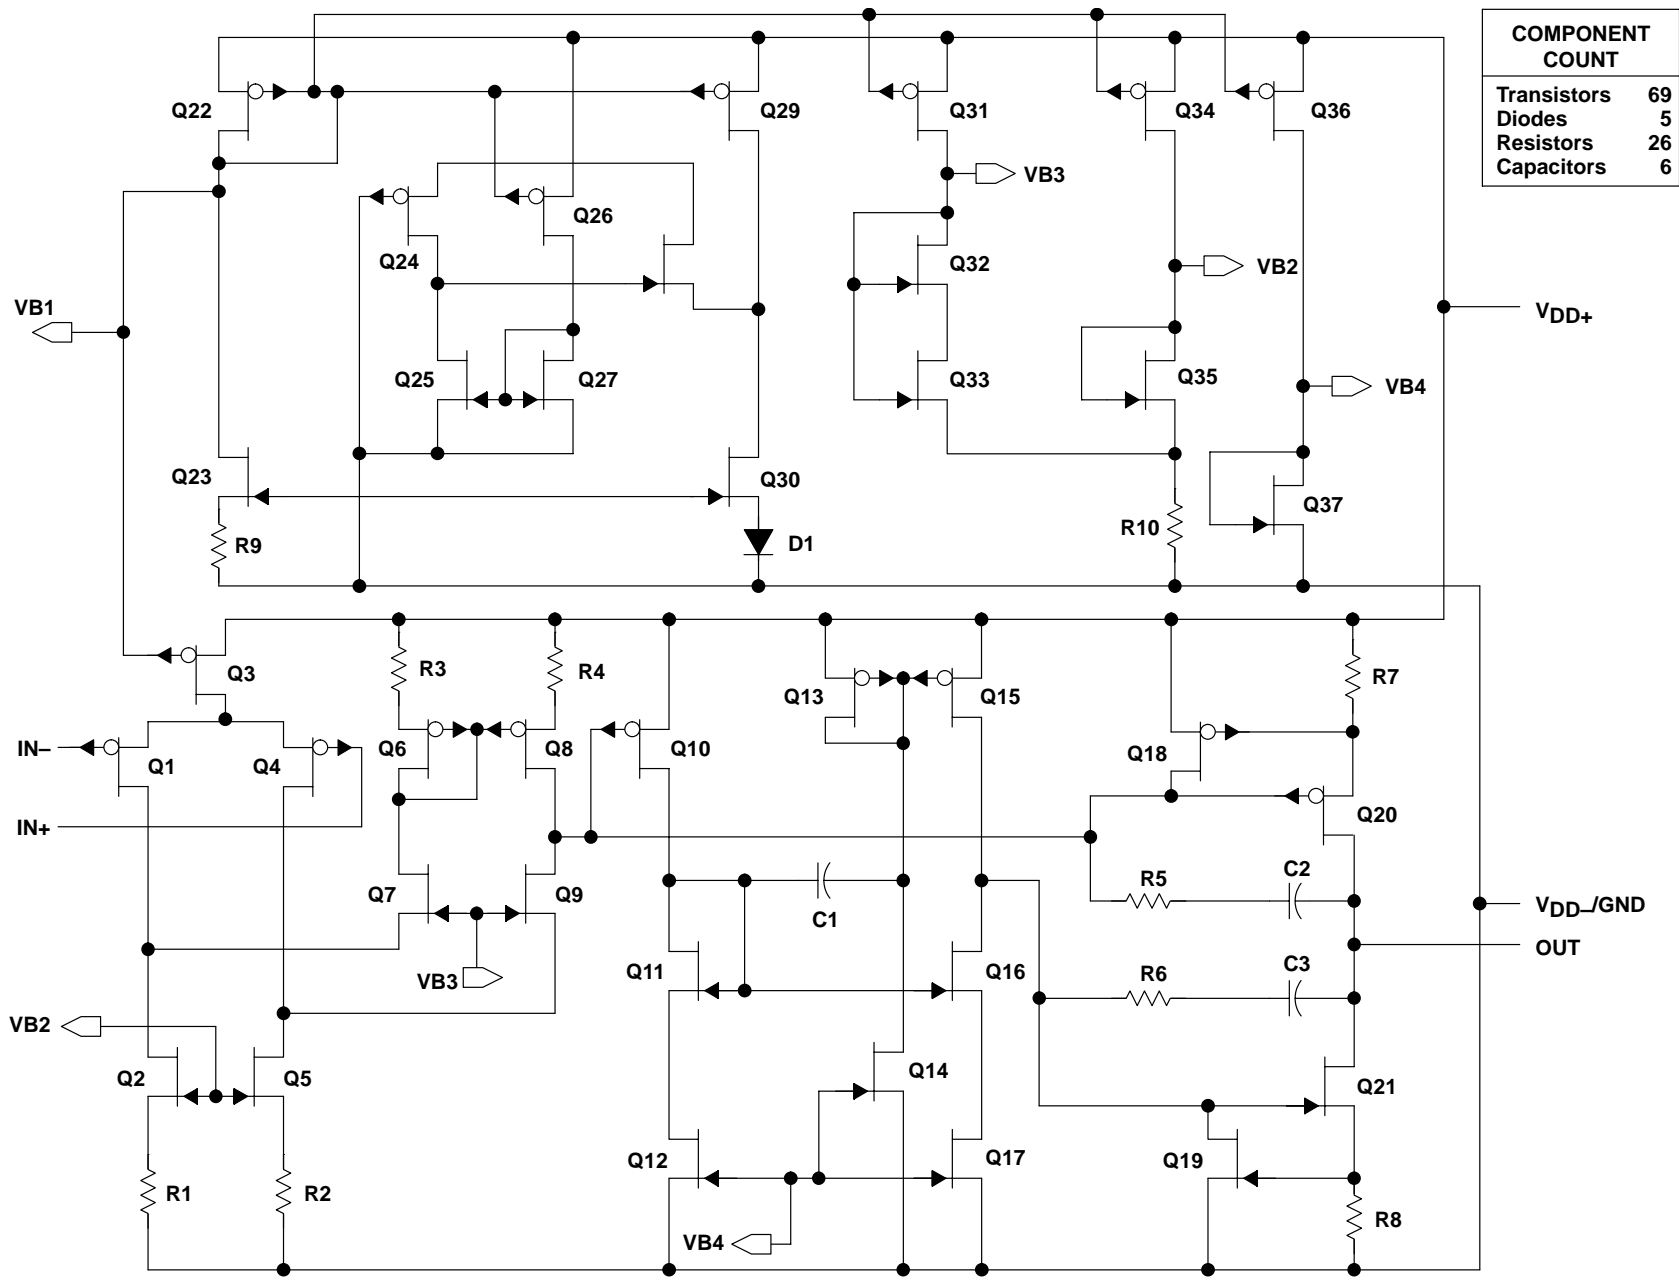 COMPONENT
COUNT
Transistors 69
Diodes 5
Resistors 26
Capacitors 6
Q22
Q29
Q31
Q34
Q36
VB3
Q26
Q24
Q32
VB2
VB1
VDD+
Q25
Q27
Q33
Q35
VB4
Q23
Q30
Q37
R9
D1
R10
Q3
R3
R4
Q13
Q15
R7
IN–
Q1
Q4
Q6
Q8
Q10
Q18
IN+
Q20
Q7
Q9
C1
R5
C2
VDD–/GND
OUT
VB3
Q11
Q16
R6
C3
VB2
Q2
Q5
Q14
Q21
Q12
Q17
Q19
R1
R2
R8
VB4